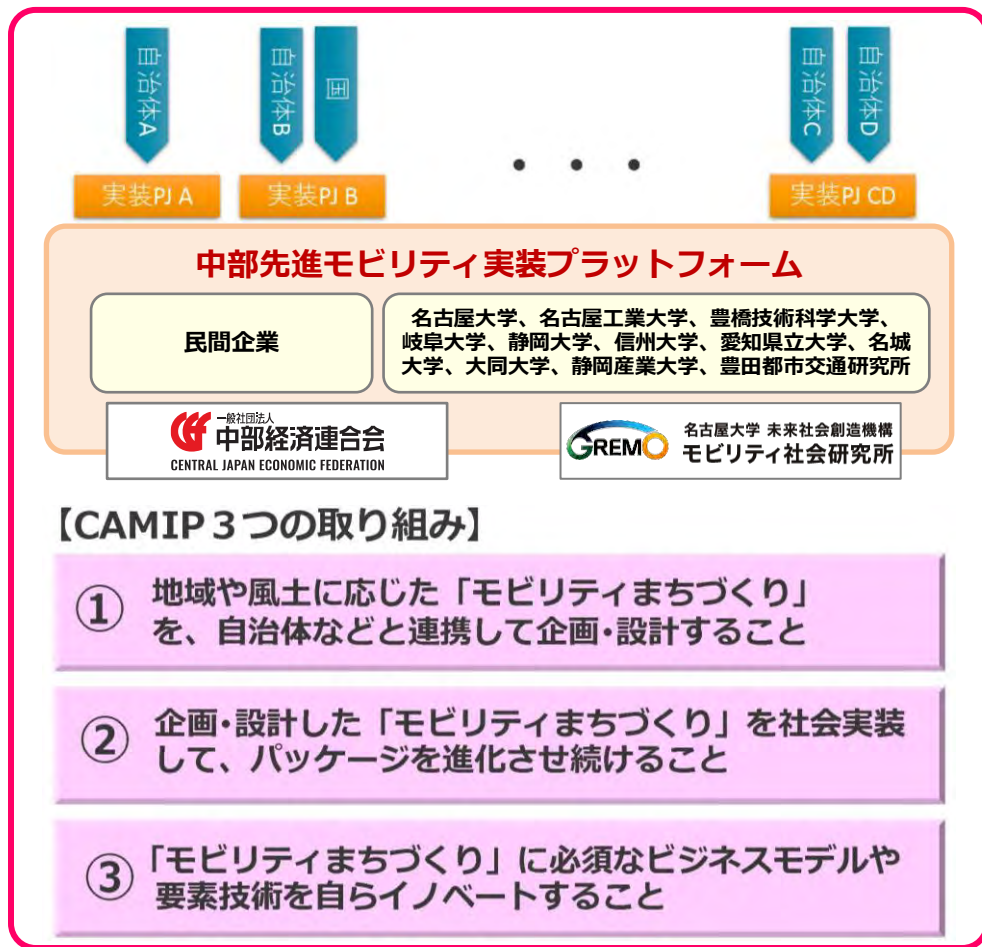 自治体A
自治体B
国
自治体C
自治体D
実装PJ A
実装PJ B
・・・
実装PJ CD
中部先進モビリティ実装プラットフォーム
民間企業
名古屋大学、名古屋工業大学、豊橋技術科学大学、
岐阜大学、静岡大学、信州大学、愛知県立大学、名城
大学、大同大学、静岡産業大学、豊田都市交通研究所
一般社団法人
中部経済連合会
CENTRAL JAPAN ECONOMIC FEDERATION
GREMO
名古屋大学 未来社会創造機構
モビリティ社会研究所
【CAMIP３つの取り組み】
① 地域や風土に応じた「モビリティまちづくり」
を、自治体などと連携して企画・設計すること
② 企画・設計した「モビリティまちづくり」を社会実装
して、パッケージを進化させ続けること
③ 「モビリティまちづくり」に必須なビジネスモデルや
要素技術を自らイノベートすること